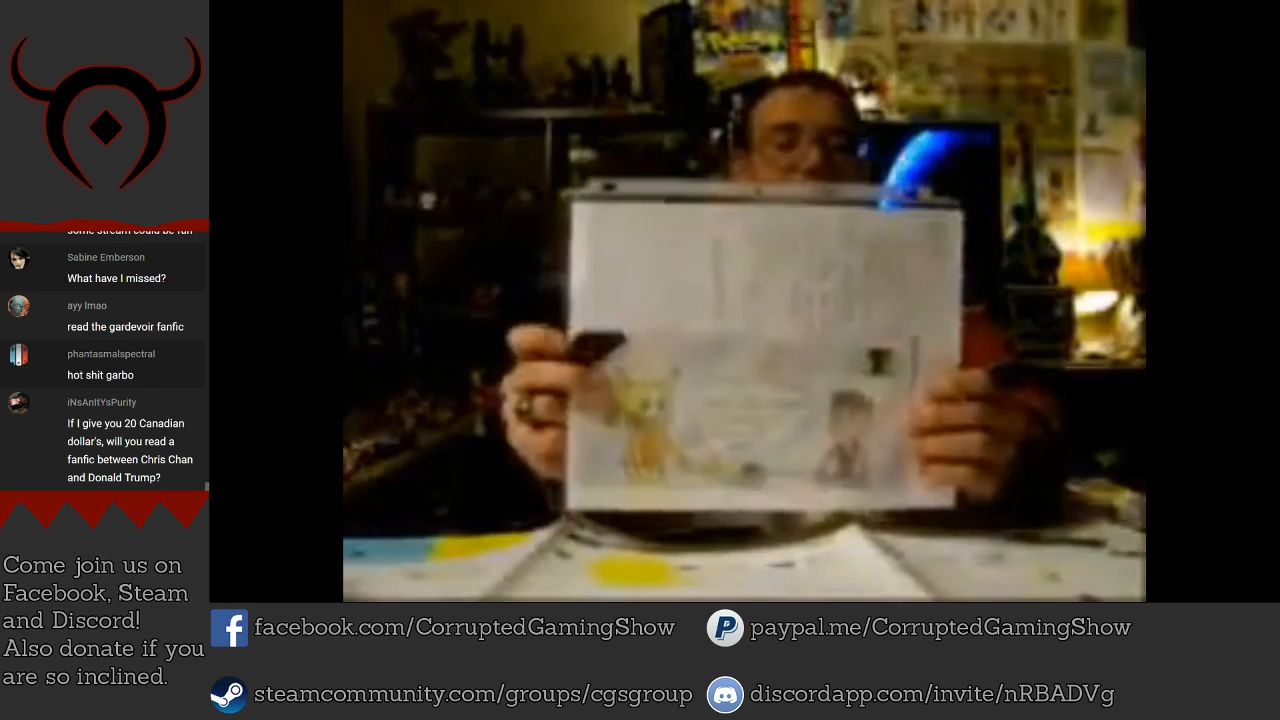 some stream could be fun
Sabine Emberson
What have I missed?
ayy lmao
read the gardevoir fanfic
phantasmalspectral
hot shit garbo
iNsAnItYsPurity
If I give you 20 Canadian
dollar's, will you read a
fanfic between Chris Chan
and Donald Trump?
Come join us on
Facebook, Steam
and Discord!
Also donate if you
are so inclined.
facebook.com/CorruptedGamingShow
paypal.me/CorruptedGamingShow
steamcommunity.com/groups/cgsgroup
discordapp.com/invite/nRBADVg